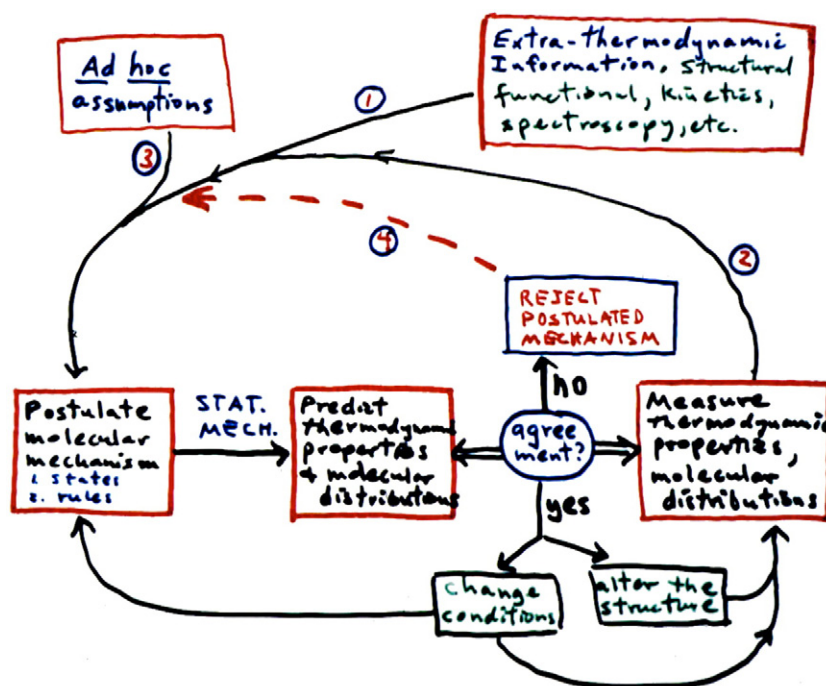 Ad hoc
assumptions
Extra-thermodynamic
Information. Structural
functional, kinetics,
spectroscopy, etc.
1
3
4
2
REJECT
POSTULATED
MECHANISM
no
Postulate
molecular
mechanism
1. states
2. rules
STAT.
MECH.
Predict
thermodynamic
properties
& molecular
distributions
agree
ment?
Measure
thermodynamic
properties,
molecular
distributions
yes
change
conditions
alter the
structure